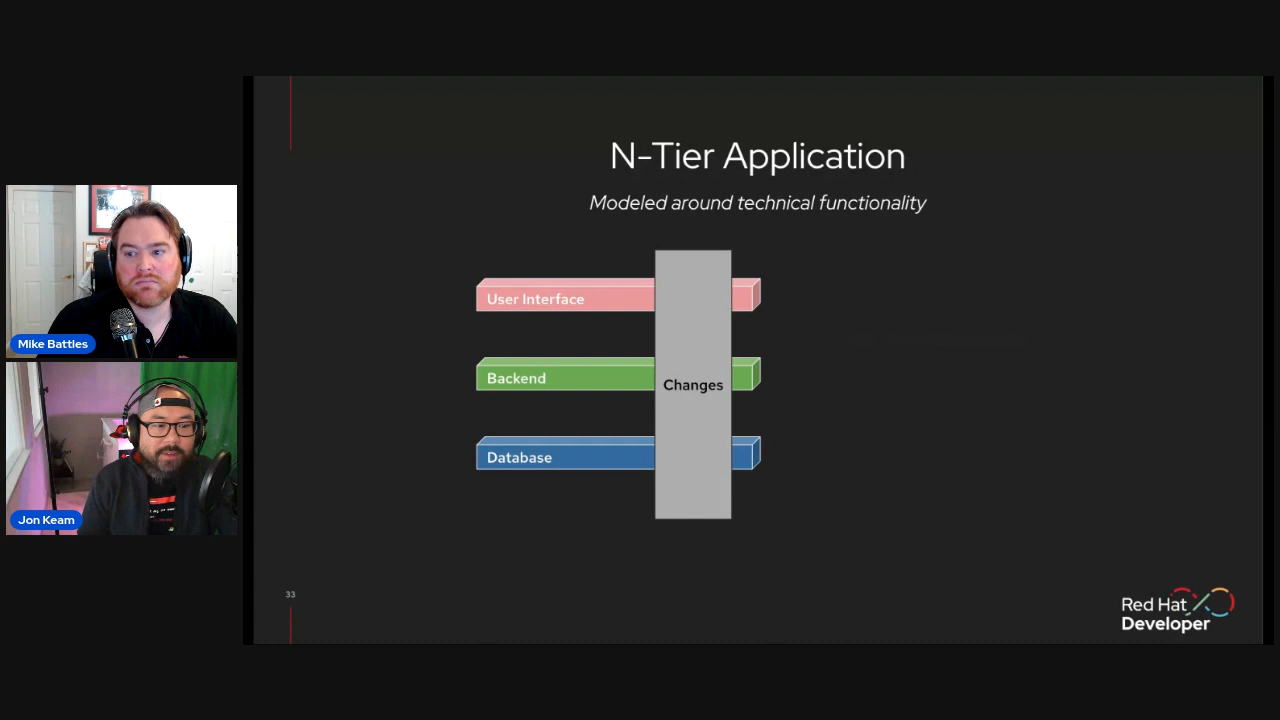 N-Tier Application
Modeled around technical functionality
User Interface
Backend
Changes
Database
Mike Battles
Jon Keam
33
Red Hat
Developer